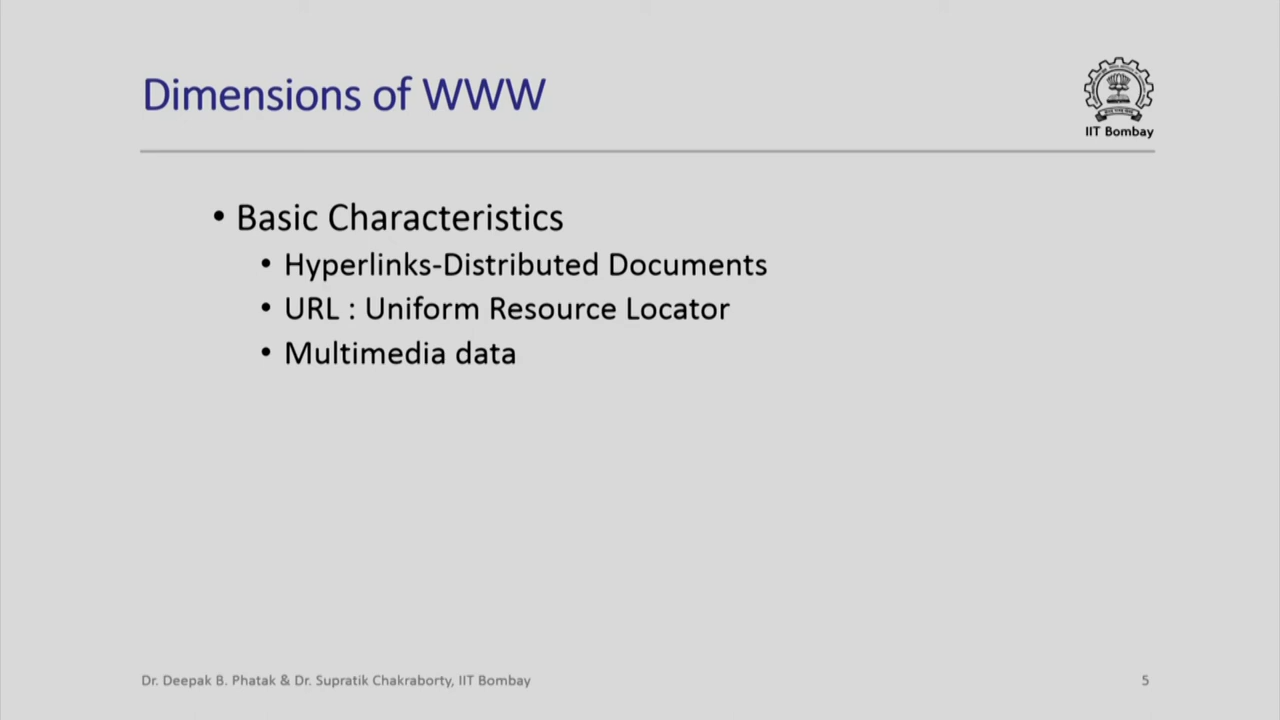 Dimensions of WWW
IIT Bombay
• Basic Characteristics
• Hyperlinks-Distributed Documents
• URL : Uniform Resource Locator
• Multimedia data
Dr. Deepak B. Phatak & Dr. Supratik Chakraborty, IIT Bombay
5